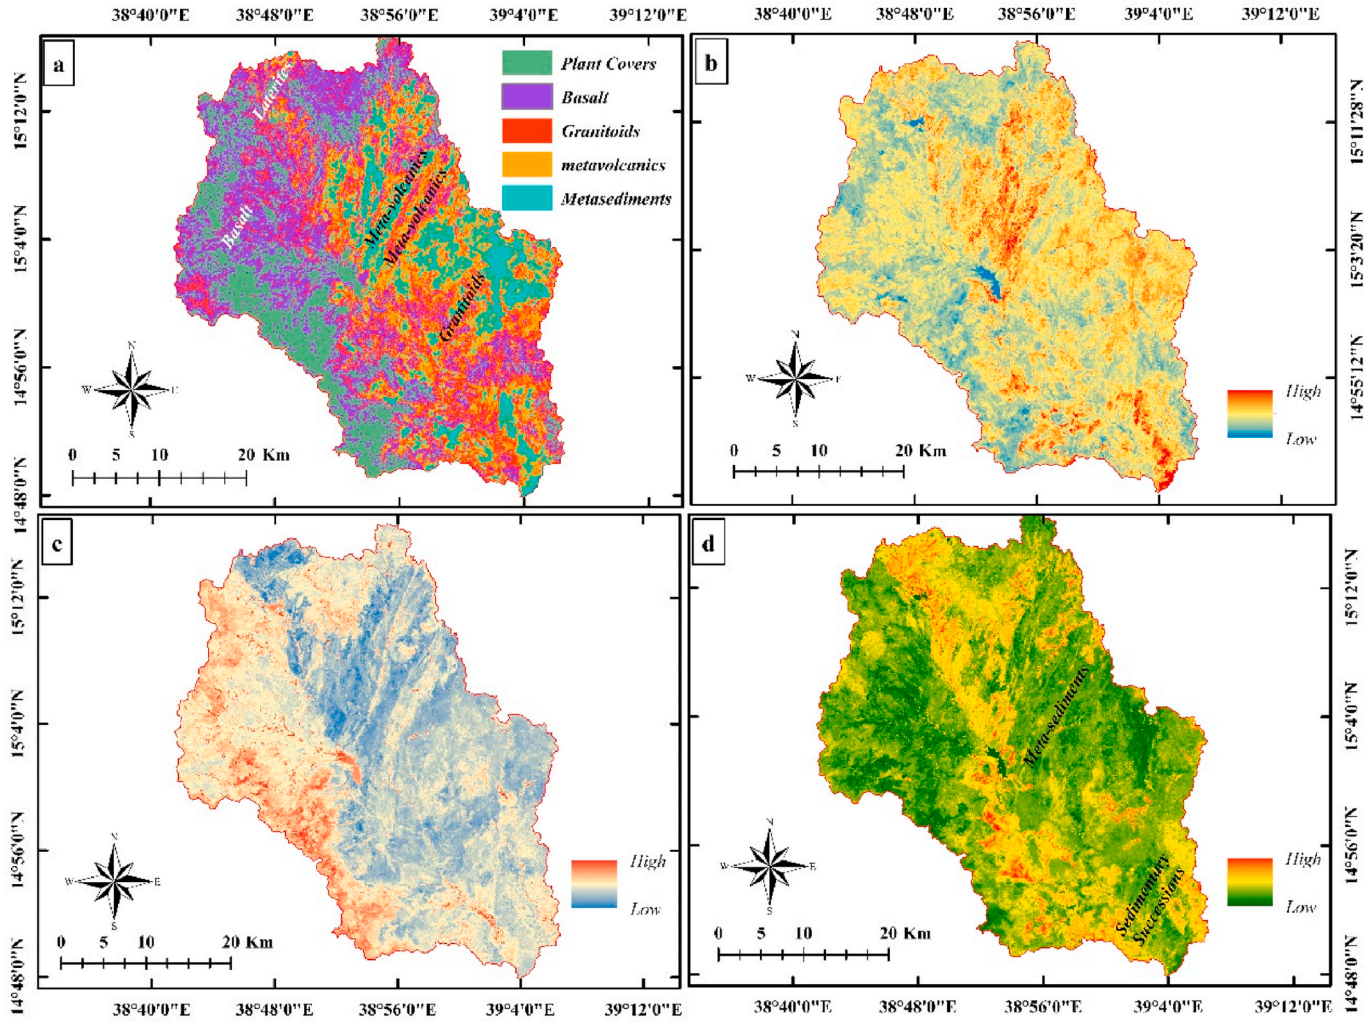 38°40'0"E 38°48'0"E 38°56'0"E 39°4'0"E 39°12'0"E
38°40'0"E 38°48'0"E 38°56'0"E 39°4'0"E 39°12'0"E
a
Plant Covers
Basalt
Granitoids
metavolcanics
Metasediments
Laterites
Basalt
Meta-volcanics
Meta-volcanics
Granitoids
15°12'0"N
15°4'0"N
14°56'0"N
14°48'0"N
N
W E
S
0 5 10 20 Km
b
High
Low
15°11'28"N
15°3'20"N
14°55'12"N
N
W E
S
0 5 10 20 Km
c
15°12'0"N
15°4'0"N
14°56'0"N
14°48'0"N
High
Low
N
W E
S
0 5 10 20 Km
d
Meta-sediments
Sedimentary
Successions
High
Low
15°12'0"N
15°4'0"N
14°56'0"N
14°48'0"N
N
W E
S
0 5 10 20 Km
38°40'0"E 38°48'0"E 38°56'0"E 39°4'0"E 39°12'0"E
38°40'0"E 38°48'0"E 38°56'0"E 39°4'0"E 39°12'0"E